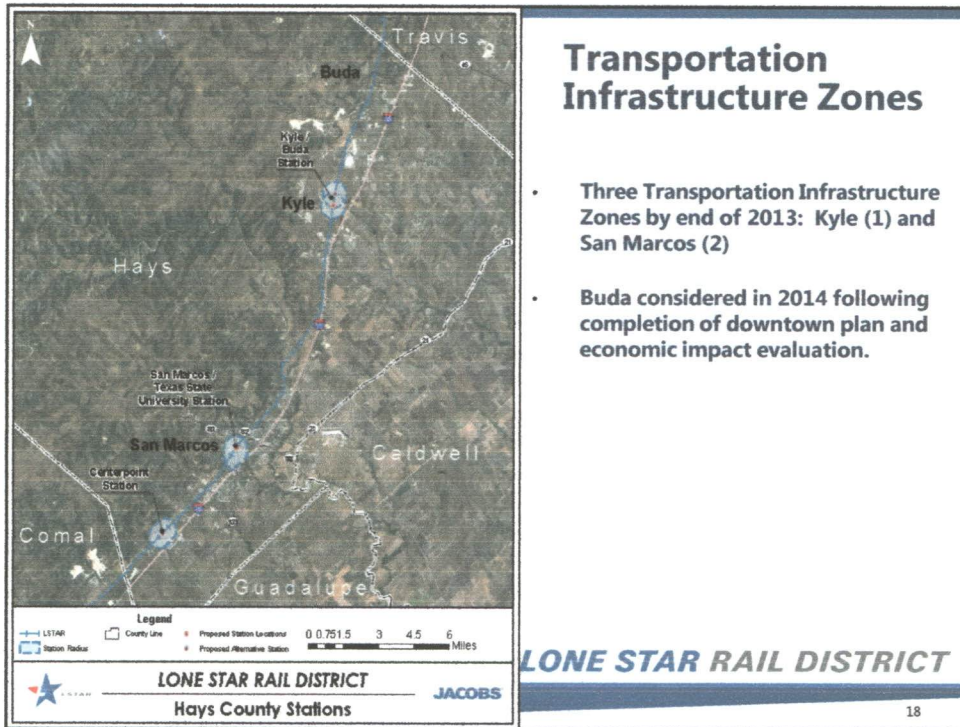 Transportation
Infrastructure Zones
• Three Transportation Infrastructure
Zones by end of 2013: Kyle (1) and
San Marcos (2)
• Buda considered in 2014 following
completion of downtown plan and
economic impact evaluation.
N
Travis
Buda
Kyle /
Buda
Station
Kyle
Hays
San Marcos /
Texas State
University Station
San Marcos
Caldwell
Centerpoint
Station
Comal
Guadalupe
Legend
LSTAR
County Line
Proposed Station Locations
Station Radius
Proposed Alternative Station
0 0.75 1.5 3 4.5 6
Miles
LSTAR
LONE STAR RAIL DISTRICT
Hays County Stations
JACOBS
LONE STAR RAIL DISTRICT
18